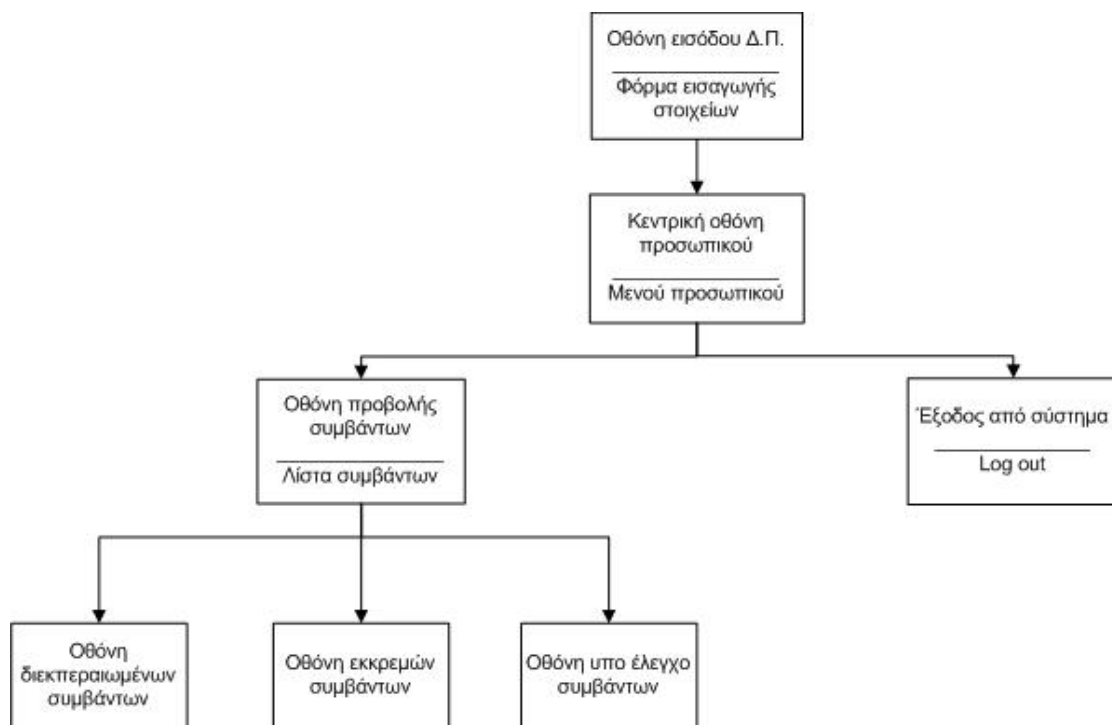 Οθόνη εισόδου Δ.Π.
Φόρμα εισαγωγής
στοιχείων
Κεντρική οθόνη
προσωπικού
Μενού προσωπικού
Οθόνη προβολής
συμβάντων
Λίστα συμβάντων
Έξοδος από σύστημα
Log out
Οθόνη
διεκπεραιωμένων
συμβάντων
Οθόνη εκκρεμών
συμβάντων
Οθόνη υπο έλεγχο
συμβάντων